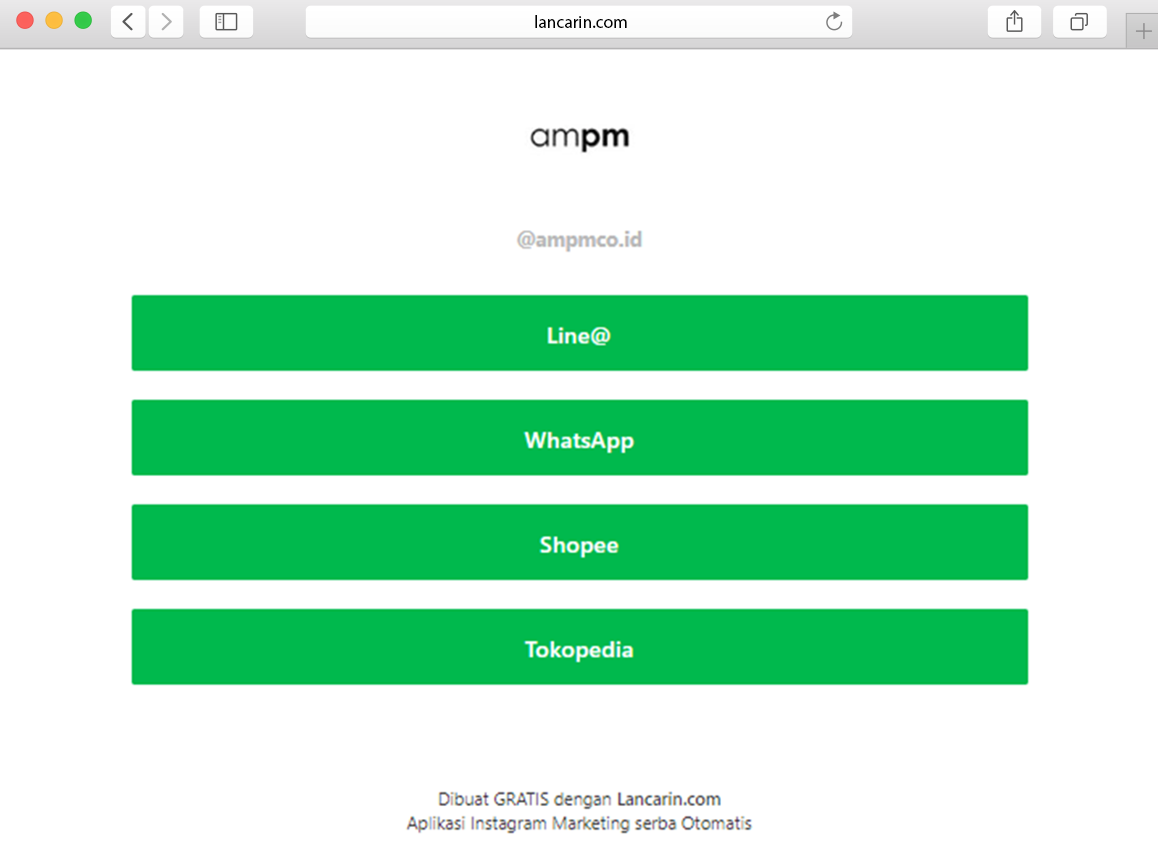 lancarin.com
ampm
@ampmco.id
Line@
WhatsApp
Shopee
Tokopedia
Dibuat GRATIS dengan Lancarin.com
Aplikasi Instagram Marketing serba Otomatis